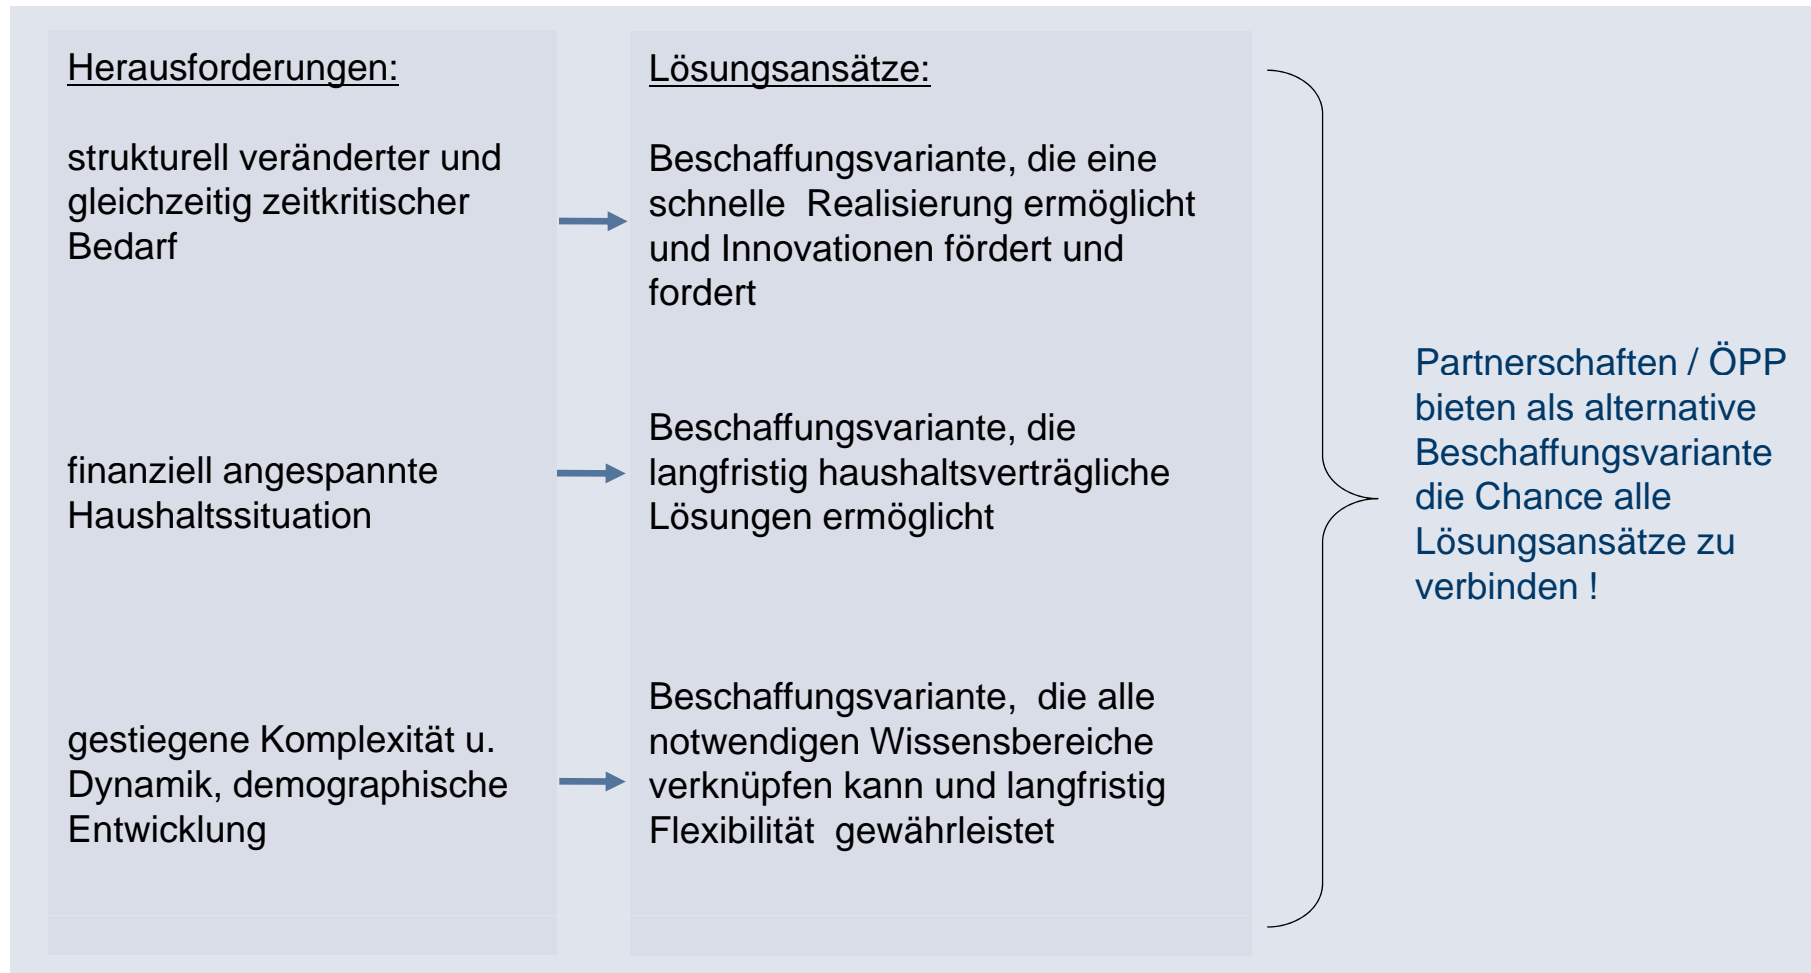 Herausforderungen:
strukturell veränderter und
gleichzeitig zeitkritischer
Bedarf
finanziell angespannte
Haushaltssituation
gestiegene Komplexität u.
Dynamik, demographische
Entwicklung
Lösungsansätze:
Beschaffungsvariante, die eine
schnelle  Realisierung ermöglicht
und Innovationen fördert und
fordert
Beschaffungsvariante, die
langfristig haushaltsverträgliche
Lösungen ermöglicht
Beschaffungsvariante,  die alle
notwendigen Wissensbereiche
verknüpfen kann und langfristig
Flexibilität  gewährleistet
Partnerschaften / ÖPP
bieten als alternative
Beschaffungsvariante
die Chance alle
Lösungsansätze zu
verbinden !